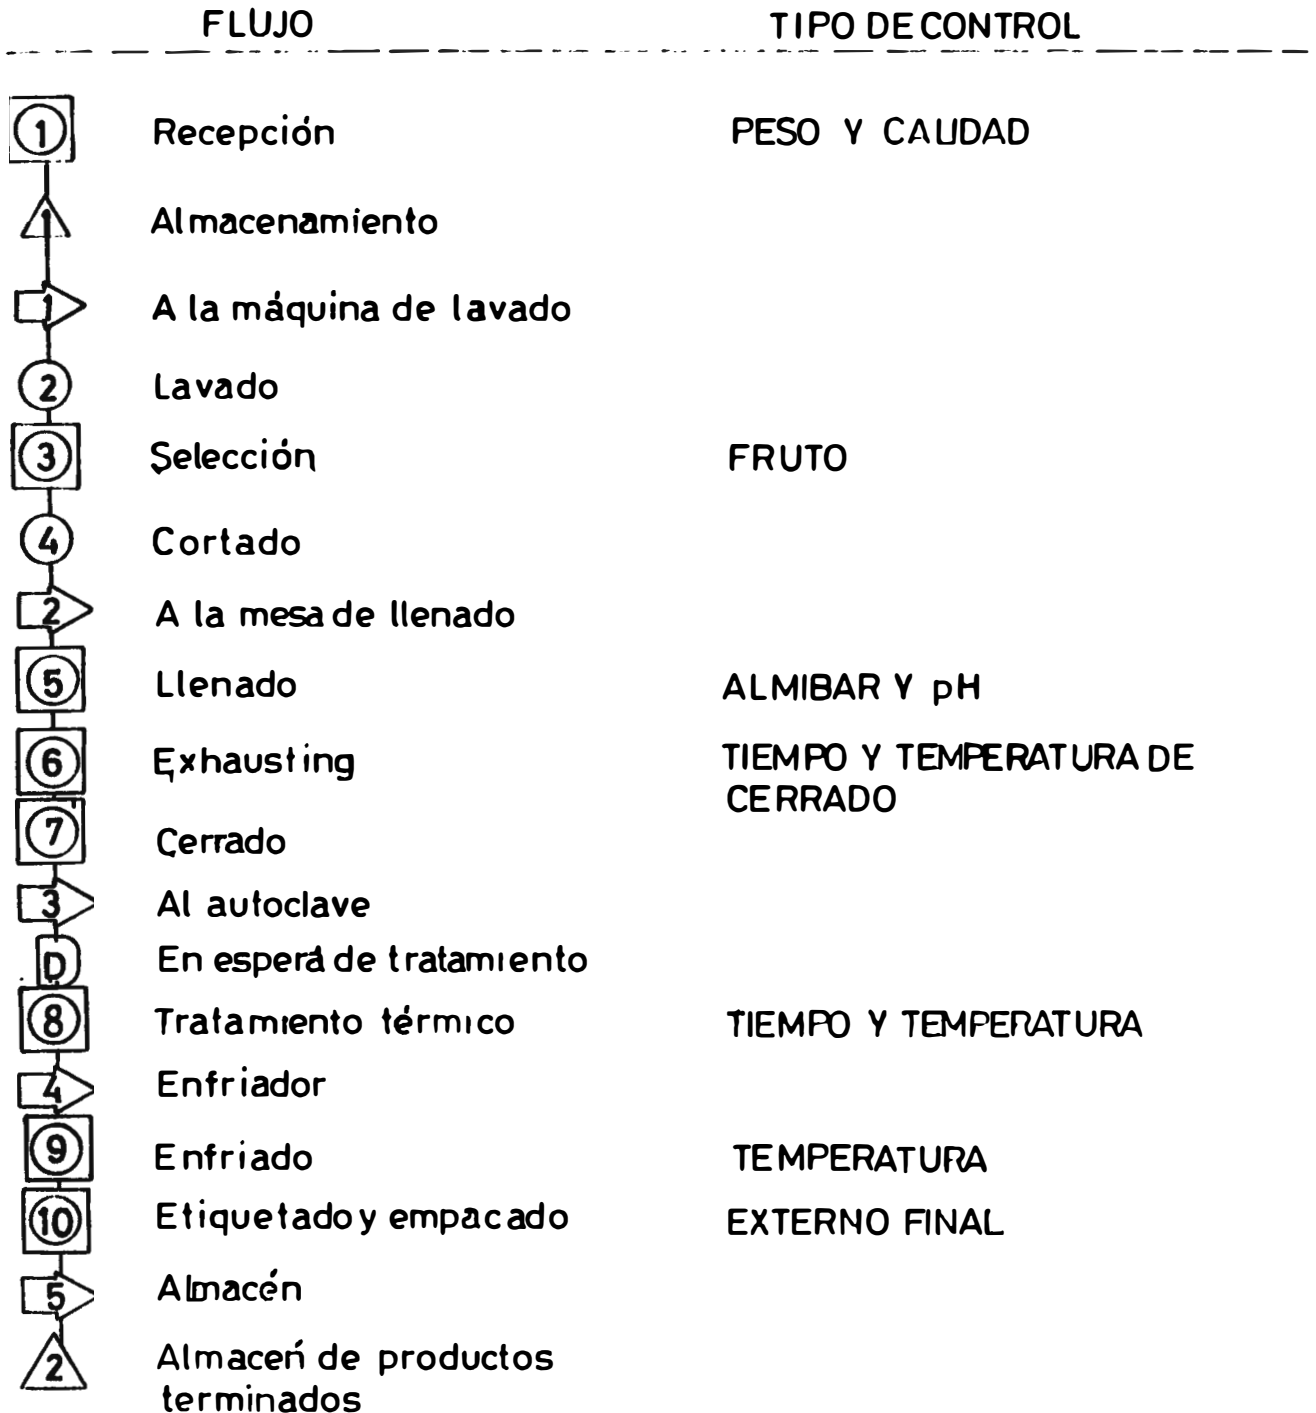 FLUJO TIPO DE CONTROL
1 Recepción PESO Y CALIDAD
1 Almacenamiento
1 A la máquina de lavado
2 Lavado
3 Selección FRUTO
4 Cortado
2 A la mesa de llenado
5 Llenado ALMIBAR Y pH
6 Exhausting TIEMPO Y TEMPERATURA DE
CERRADO
7 Cerrado
3 Al autoclave
D En espera de tratamiento
8 Tratamiento térmico TIEMPO Y TEMPERATURA
4 Enfriador
9 Enfriado TEMPERATURA
10 Etiquetado y empacado EXTERNO FINAL
5 Almacén
2 Almaceń de productos
terminados